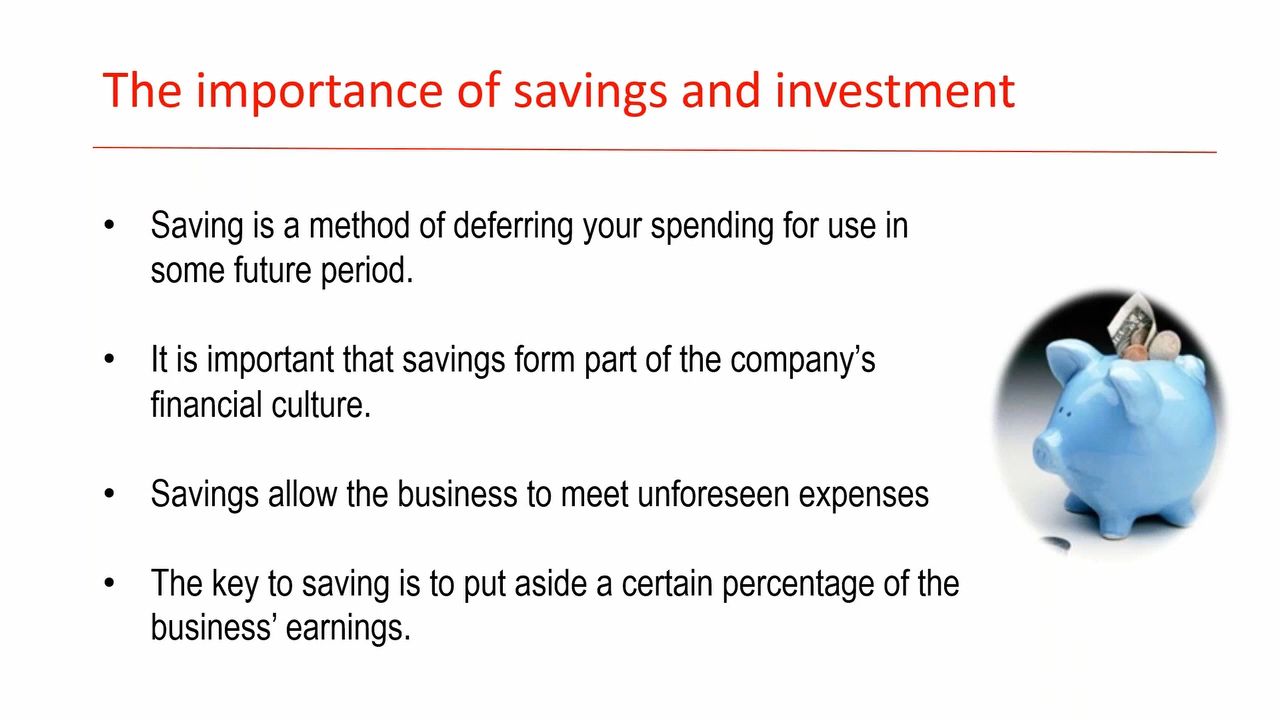 The importance of savings and investment
• Saving is a method of deferring your spending for use in
some future period.
• It is important that savings form part of the company’s
financial culture.
• Savings allow the business to meet unforeseen expenses
• The key to saving is to put aside a certain percentage of the
business’ earnings.